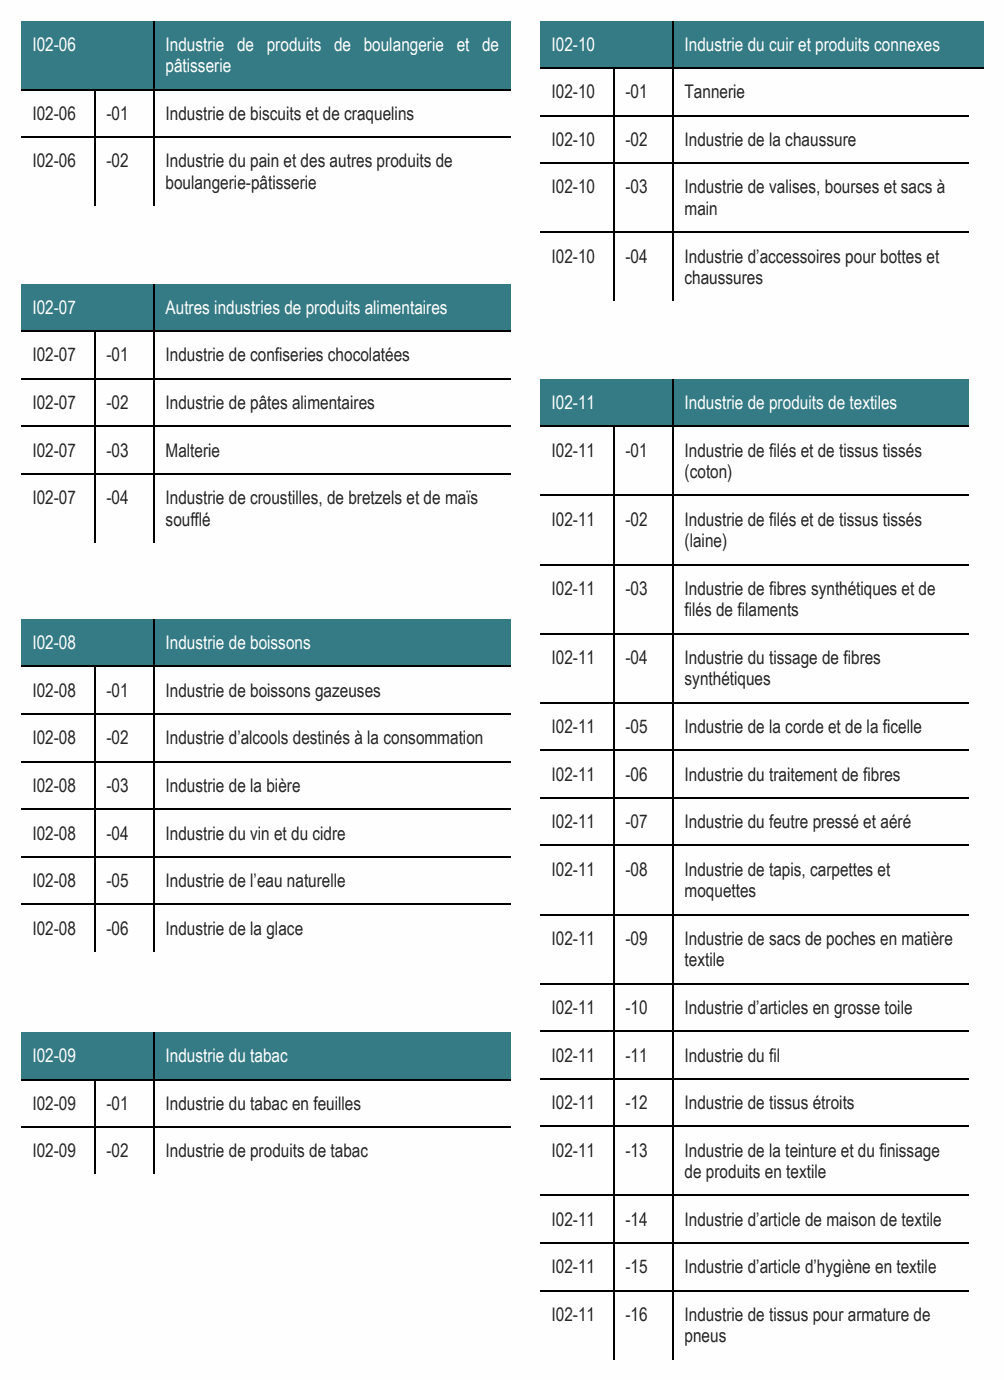 I02-06 Industrie de produits de boulangerie et de
pâtisserie
I02-06 -01 Industrie de biscuits et de craquelins
I02-06 -02 Industrie du pain et des autres produits de
boulangerie-pâtisserie
I02-07 Autres industries de produits alimentaires
I02-07 -01 Industrie de confiseries chocolatées
I02-07 -02 Industrie de pâtes alimentaires
I02-07 -03 Malterie
I02-07 -04 Industrie de croustilles, de bretzels et de maïs
soufflé
I02-08 Industrie de boissons
I02-08 -01 Industrie de boissons gazeuses
I02-08 -02 Industrie d’alcools destinés à la consommation
I02-08 -03 Industrie de la bière
I02-08 -04 Industrie du vin et du cidre
I02-08 -05 Industrie de l’eau naturelle
I02-08 -06 Industrie de la glace
I02-09 Industrie du tabac
I02-09 -01 Industrie du tabac en feuilles
I02-09 -02 Industrie de produits de tabac
I02-10 Industrie du cuir et produits connexes
I02-10 -01 Tannerie
I02-10 -02 Industrie de la chaussure
I02-10 -03 Industrie de valises, bourses et sacs à
main
I02-10 -04 Industrie d’accessoires pour bottes et
chaussures
I02-11 Industrie de produits de textiles
I02-11 -01 Industrie de filés et de tissus tissés
(coton)
I02-11 -02 Industrie de filés et de tissus tissés
(laine)
I02-11 -03 Industrie de fibres synthétiques et de
filés de filaments
I02-11 -04 Industrie du tissage de fibres
synthétiques
I02-11 -05 Industrie de la corde et de la ficelle
I02-11 -06 Industrie du traitement de fibres
I02-11 -07 Industrie du feutre pressé et aéré
I02-11 -08 Industrie de tapis, carpettes et
moquettes
I02-11 -09 Industrie de sacs de poches en matière
textile
I02-11 -10 Industrie d’articles en grosse toile
I02-11 -11 Industrie du fil
I02-11 -12 Industrie de tissus étroits
I02-11 -13 Industrie de la teinture et du finissage
de produits en textile
I02-11 -14 Industrie d’article de maison de textile
I02-11 -15 Industrie d’article d’hygiène en textile
I02-11 -16 Industrie de tissus pour armature de
pneus